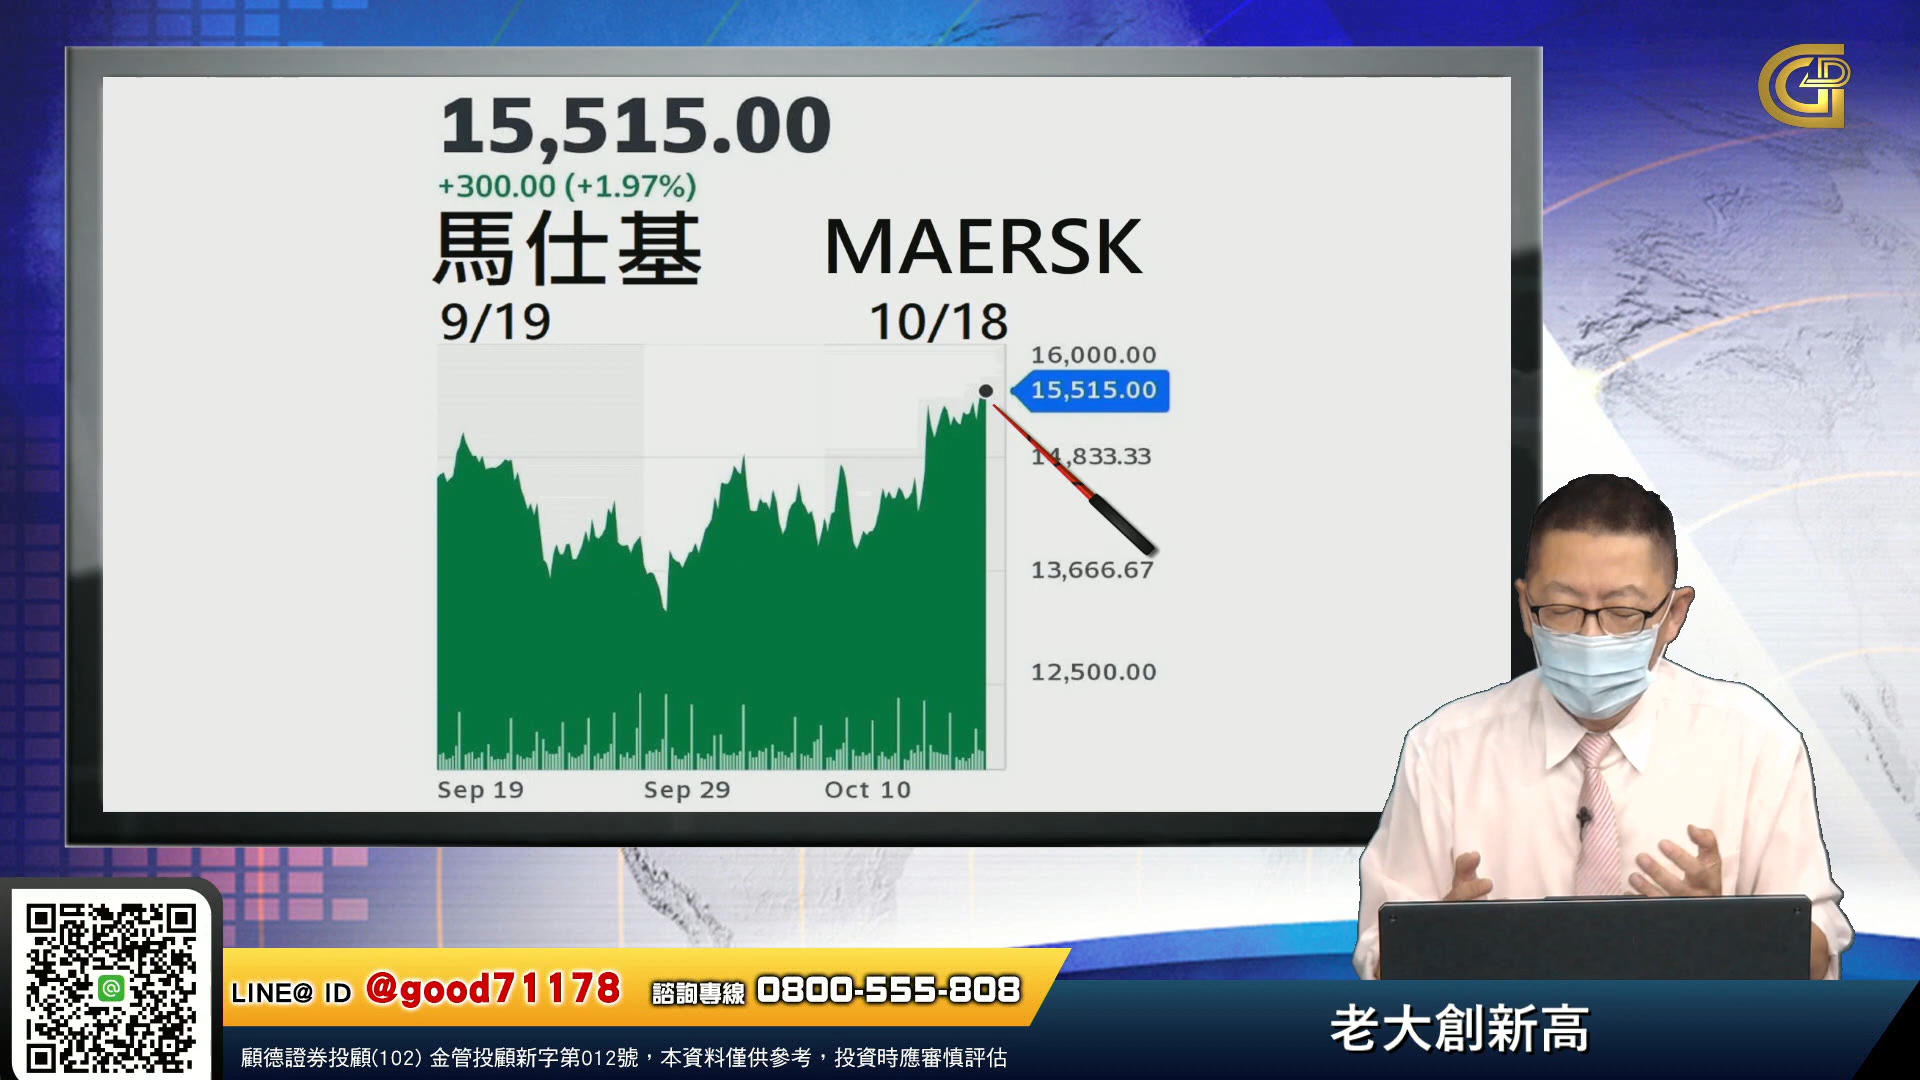 15,515.00
+300.00 (+1.97%)
馬仕基 MAERSK
9/19 10/18
16,000.00
15,515.00
14,833.33
13,666.67
12,500.00
Sep 19 Sep 29 Oct 10
LINE@ ID @good71178 諮詢專線 0800-555-808
老大創新高
顧德證券投顧(102) 金管投顧新字第012號，本資料僅供參考，投資時應審慎評估